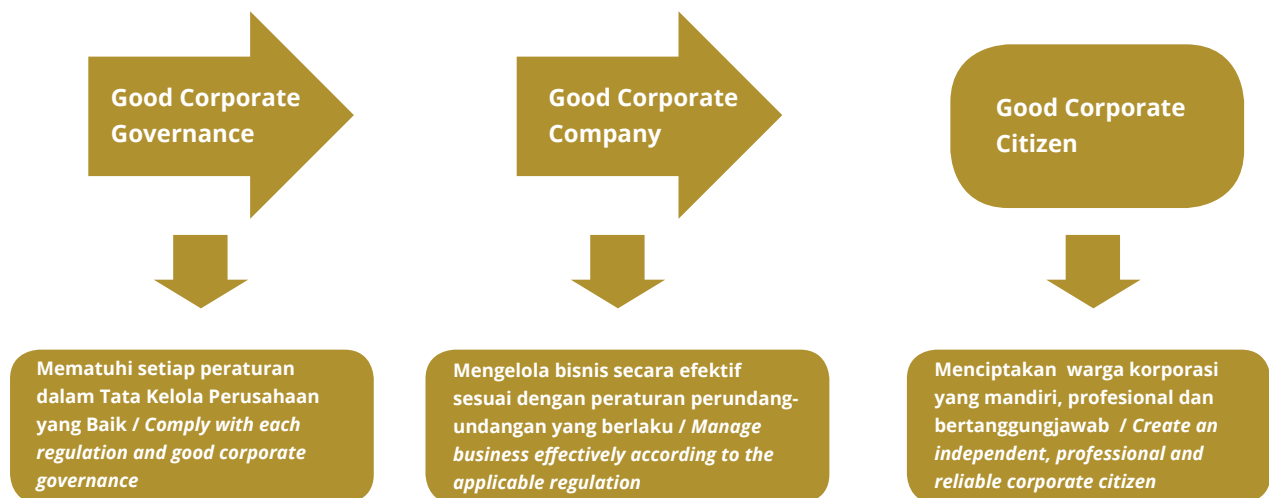 Good Corporate
Governance
Good Corporate
Company
Good Corporate
Citizen
Mematuhi setiap peraturan
dalam Tata Kelola Perusahaan
yang Baik / Comply with each
regulation and good corporate
governance
Mengelola bisnis secara efektif
sesuai dengan peraturan perundang-
undangan yang berlaku / Manage
business effectively according to the
applicable regulation
Menciptakan  warga korporasi
yang mandiri, profesional dan
bertanggungjawab  / Create an
independent, professional and
reliable corporate citizen